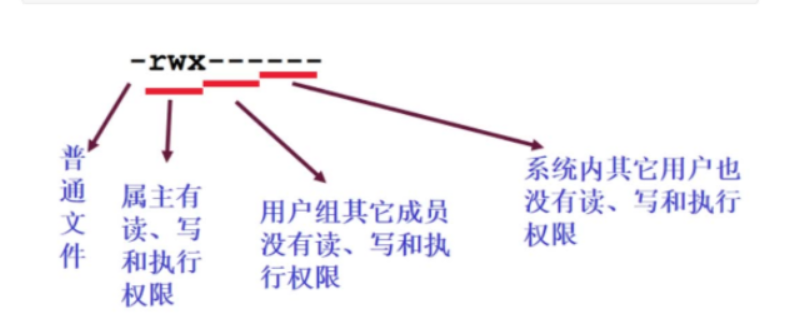 -rwx------
普
通
文
件
属主有
读、写
和执行
权限
用户组其它成员
没有读、写和执
行权限
系统内其它用户也
没有读、写和执行
权限